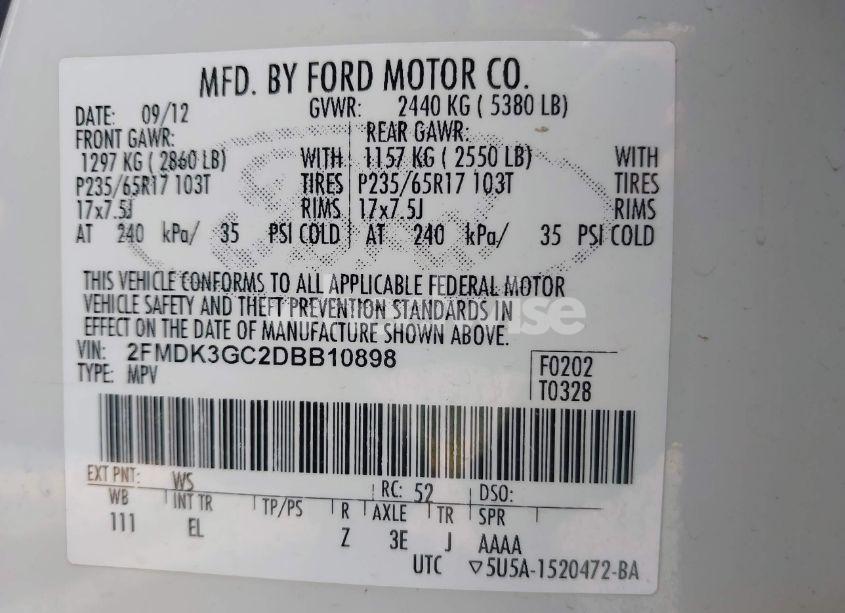 MFD. BY FORD MOTOR CO.
DATE: 09/12 GVWR: 2440 KG ( 5380 LB)
FRONT GAWR: REAR GAWR:
1297 KG ( 2860 LB) WITH 1157 KG ( 2550 LB) WITH
P235/65R17 103T TIRES P235/65R17 103T TIRES
17x7.5J RIMS 17x7.5J RIMS
AT 240 kPa/ 35 PSI COLD AT 240 kPa/ 35 PSI COLD
THIS VEHICLE CONFORMS TO ALL APPLICABLE FEDERAL MOTOR
VEHICLE SAFETY AND THEFT PREVENTION STANDARDS IN
EFFECT ON THE DATE OF MANUFACTURE SHOWN ABOVE.
VIN: 2FMDK3GC2DBB10898 F0202
TYPE: MPV T0328
EXT PNT: WS RC: 52 DSO:
WB INT TR TP/PS R AXLE TR SPR
111 EL Z 3E J AAAA
UTC ▽5U5A-1520472-BA